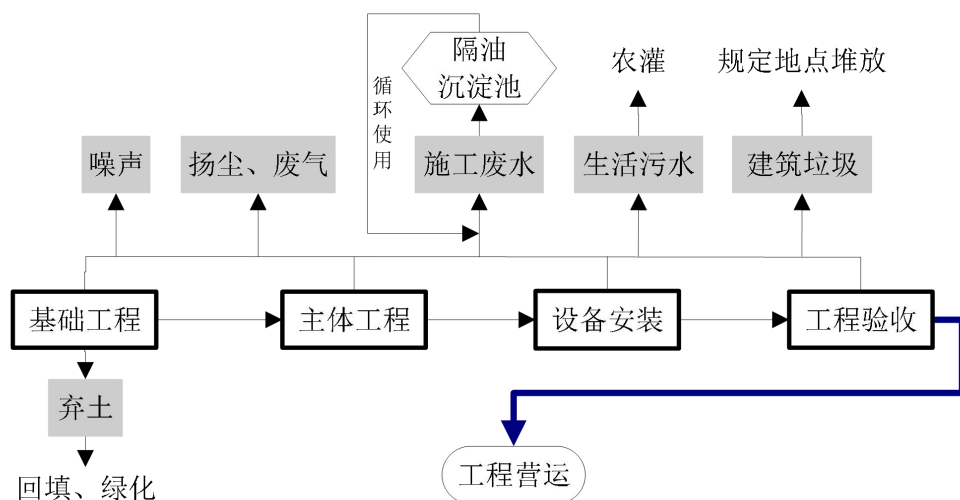 隔油
沉淀池
农灌
规定地点堆放
循环使用
噪声
扬尘、废气
施工废水
生活污水
建筑垃圾
基础工程
主体工程
设备安装
工程验收
弃土
回填、绿化
工程营运